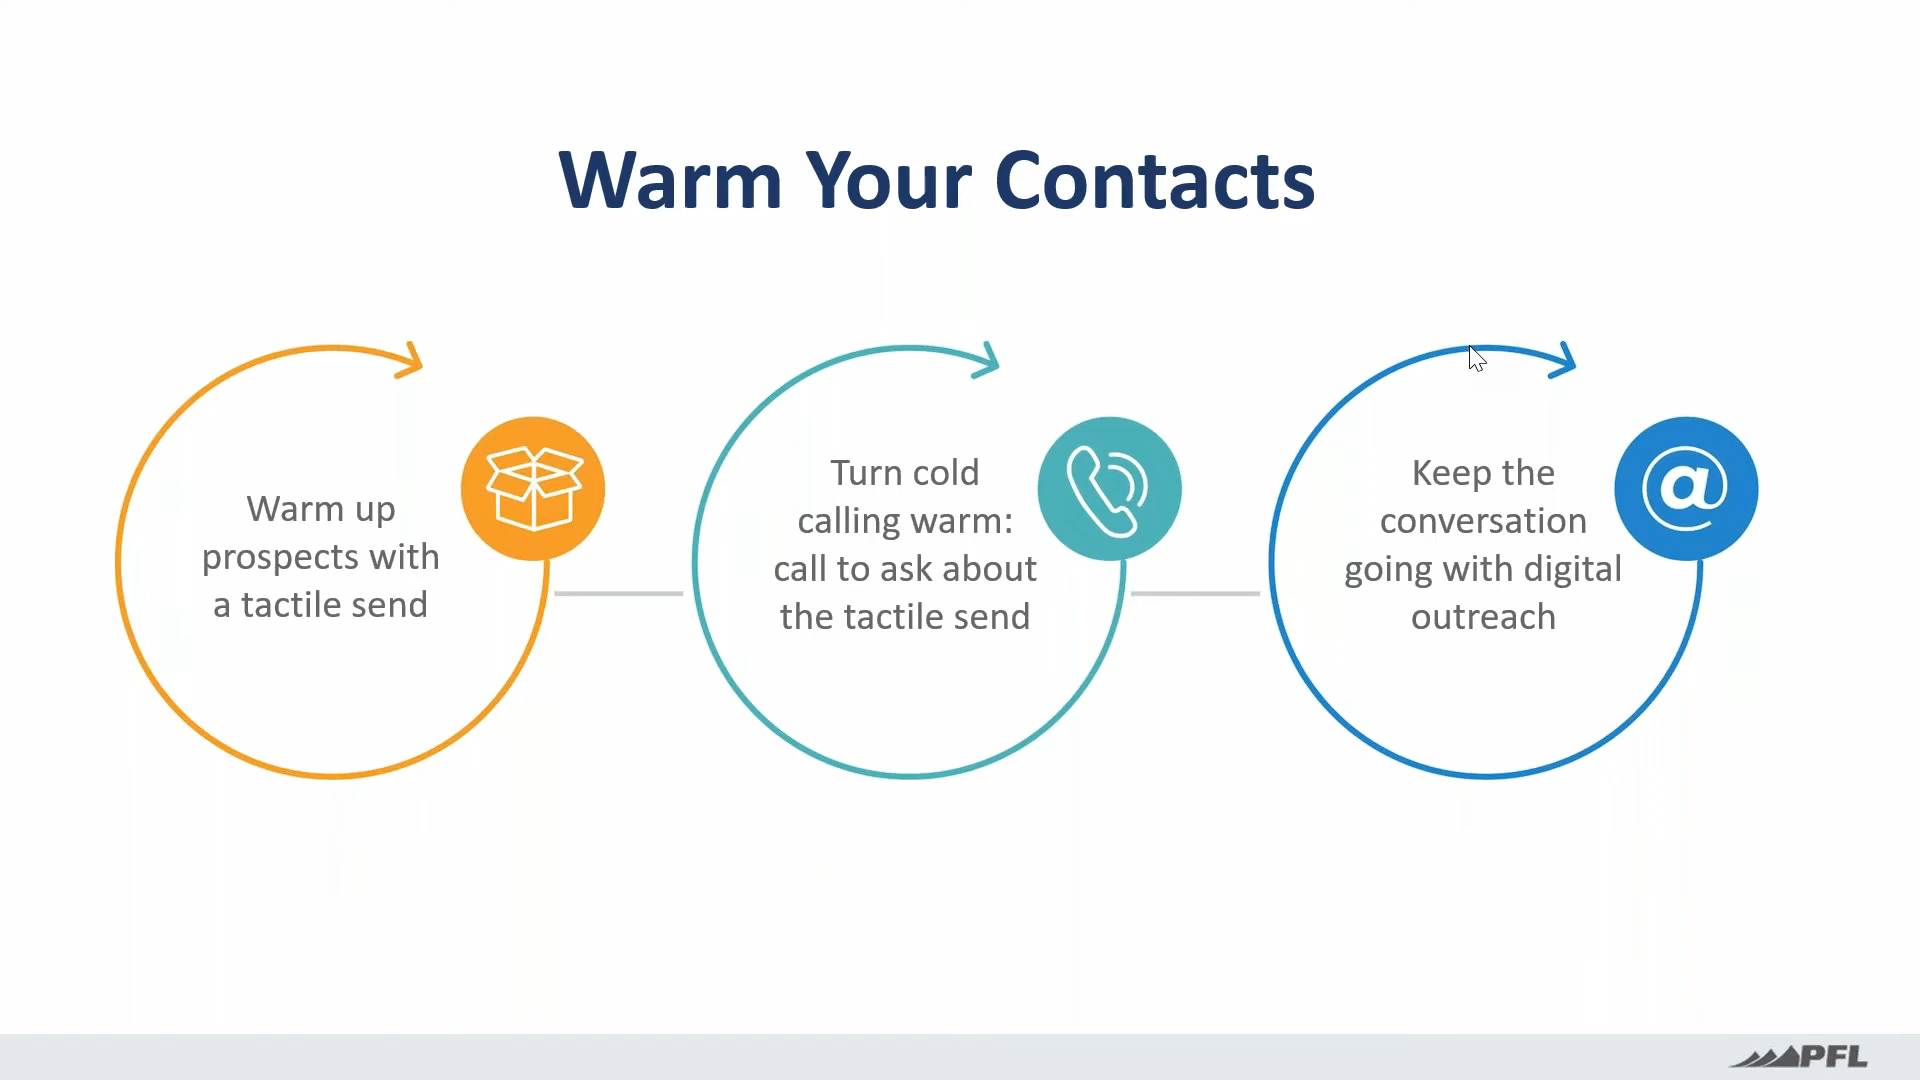 Warm Your Contacts
Warm up
prospects with
a tactile send
Turn cold
calling warm:
call to ask about
the tactile send
Keep the
conversation
going with digital
outreach
@
PFL